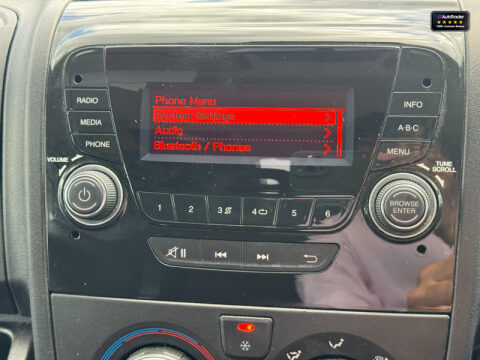 AutoTrader
Phone Menu
System Settings
Audio
Bluetooth / Phones
RADIO
MEDIA
PHONE
VOLUME
INFO
A·B·C
MENU
TUNE
SCROLL
BROWSE
ENTER
1 2 3 4 5 6